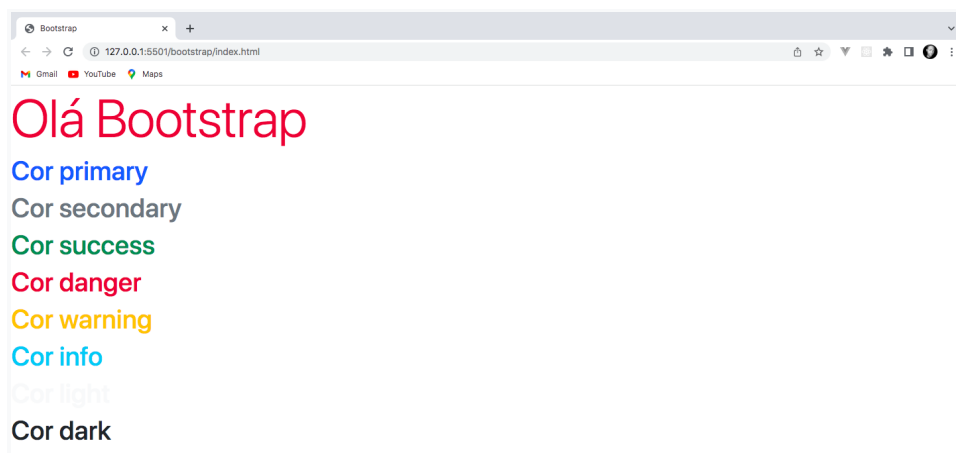 Bootstrap
127.0.0.1:5501/bootstrap/index.html
Gmail YouTube Maps
Olá Bootstrap
Cor primary
Cor secondary
Cor success
Cor danger
Cor warning
Cor info
Cor light
Cor dark